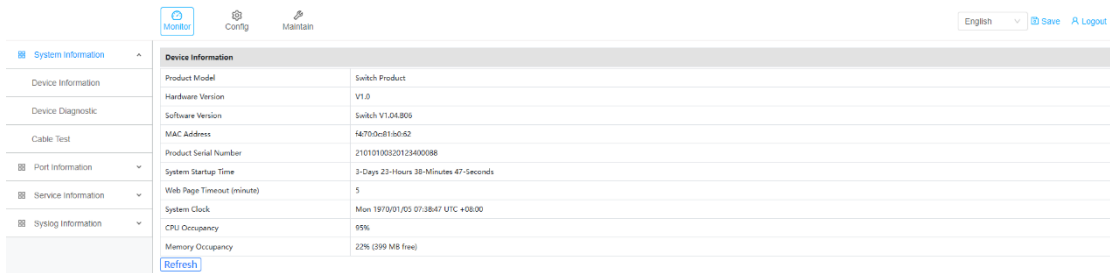 Monitor Config Maintain English Save Logout
System Information
Device Information
Device Diagnostic
Cable Test
Port Information
Service Information
Syslog Information
Device Information
Product Model Switch Product
Hardware Version V1.0
Software Version Switch V1.04.B06
MAC Address f4:70:0c:81:b0:62
Product Serial Number 21010100320123400088
System Startup Time 3-Days 23-Hours 38-Minutes 47-Seconds
Web Page Timeout (minute) 5
System Clock Mon 1970/01/05 07:38:47 UTC +08:00
CPU Occupancy 95%
Memory Occupancy 22% (399 MB free)
Refresh